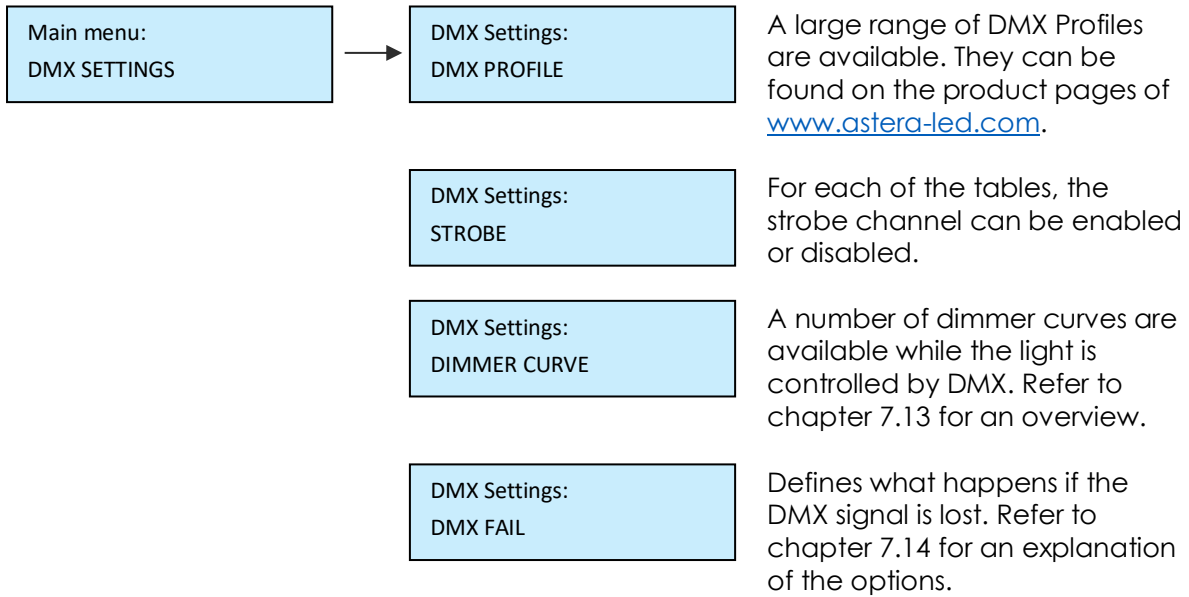 Main menu:
DMX SETTINGS
DMX Settings:
DMX PROFILE
A large range of DMX Profiles
are available. They can be
found on the product pages of
www.astera-led.com.
DMX Settings:
STROBE
For each of the tables, the
strobe channel can be enabled
or disabled.
DMX Settings:
DIMMER CURVE
A number of dimmer curves are
available while the light is
controlled by DMX. Refer to
chapter 7.13 for an overview.
DMX Settings:
DMX FAIL
Defines what happens if the
DMX signal is lost. Refer to
chapter 7.14 for an explanation
of the options.